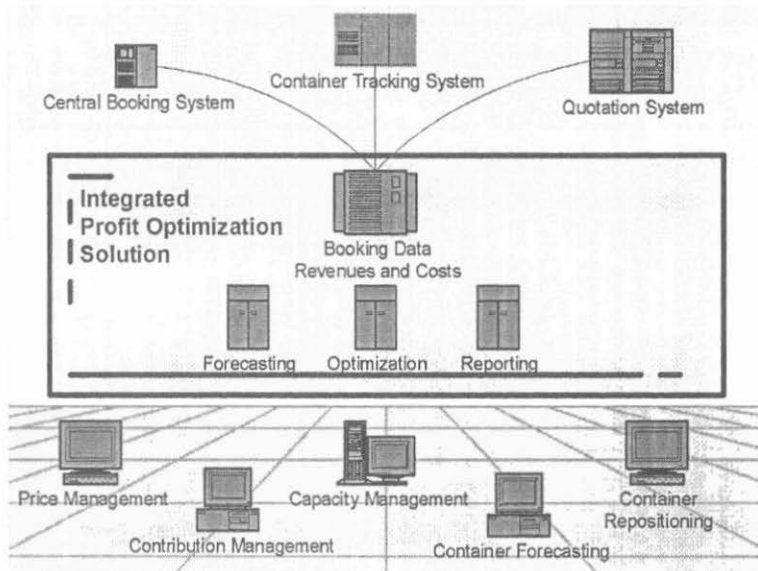 Central Booking System
Container Tracking System
Quotation System
Integrated
Profit Optimization
Solution
Booking Data
Revenues and Costs
Forecasting
Optimization
Reporting
Price Management
Contribution Management
Capacity Management
Container Forecasting
Container
Repositioning